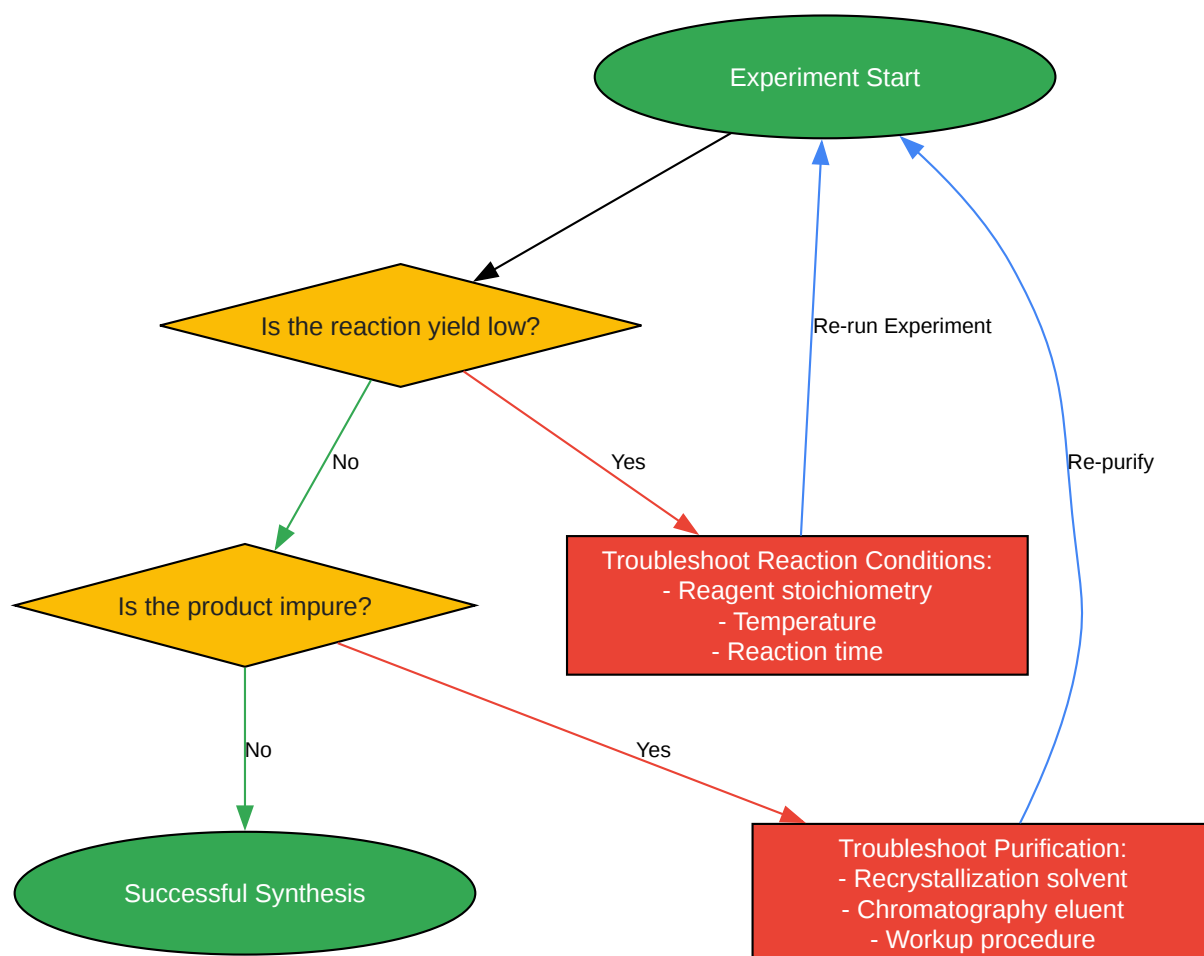 Experiment Start
Is the reaction yield low?
Re-run Experiment
No
Yes
Re-purify
Troubleshoot Reaction Conditions:
- Reagent stoichiometry
- Temperature
- Reaction time
Is the product impure?
No
Yes
Successful Synthesis
Troubleshoot Purification:
- Recrystallization solvent
- Chromatography eluent
- Workup procedure